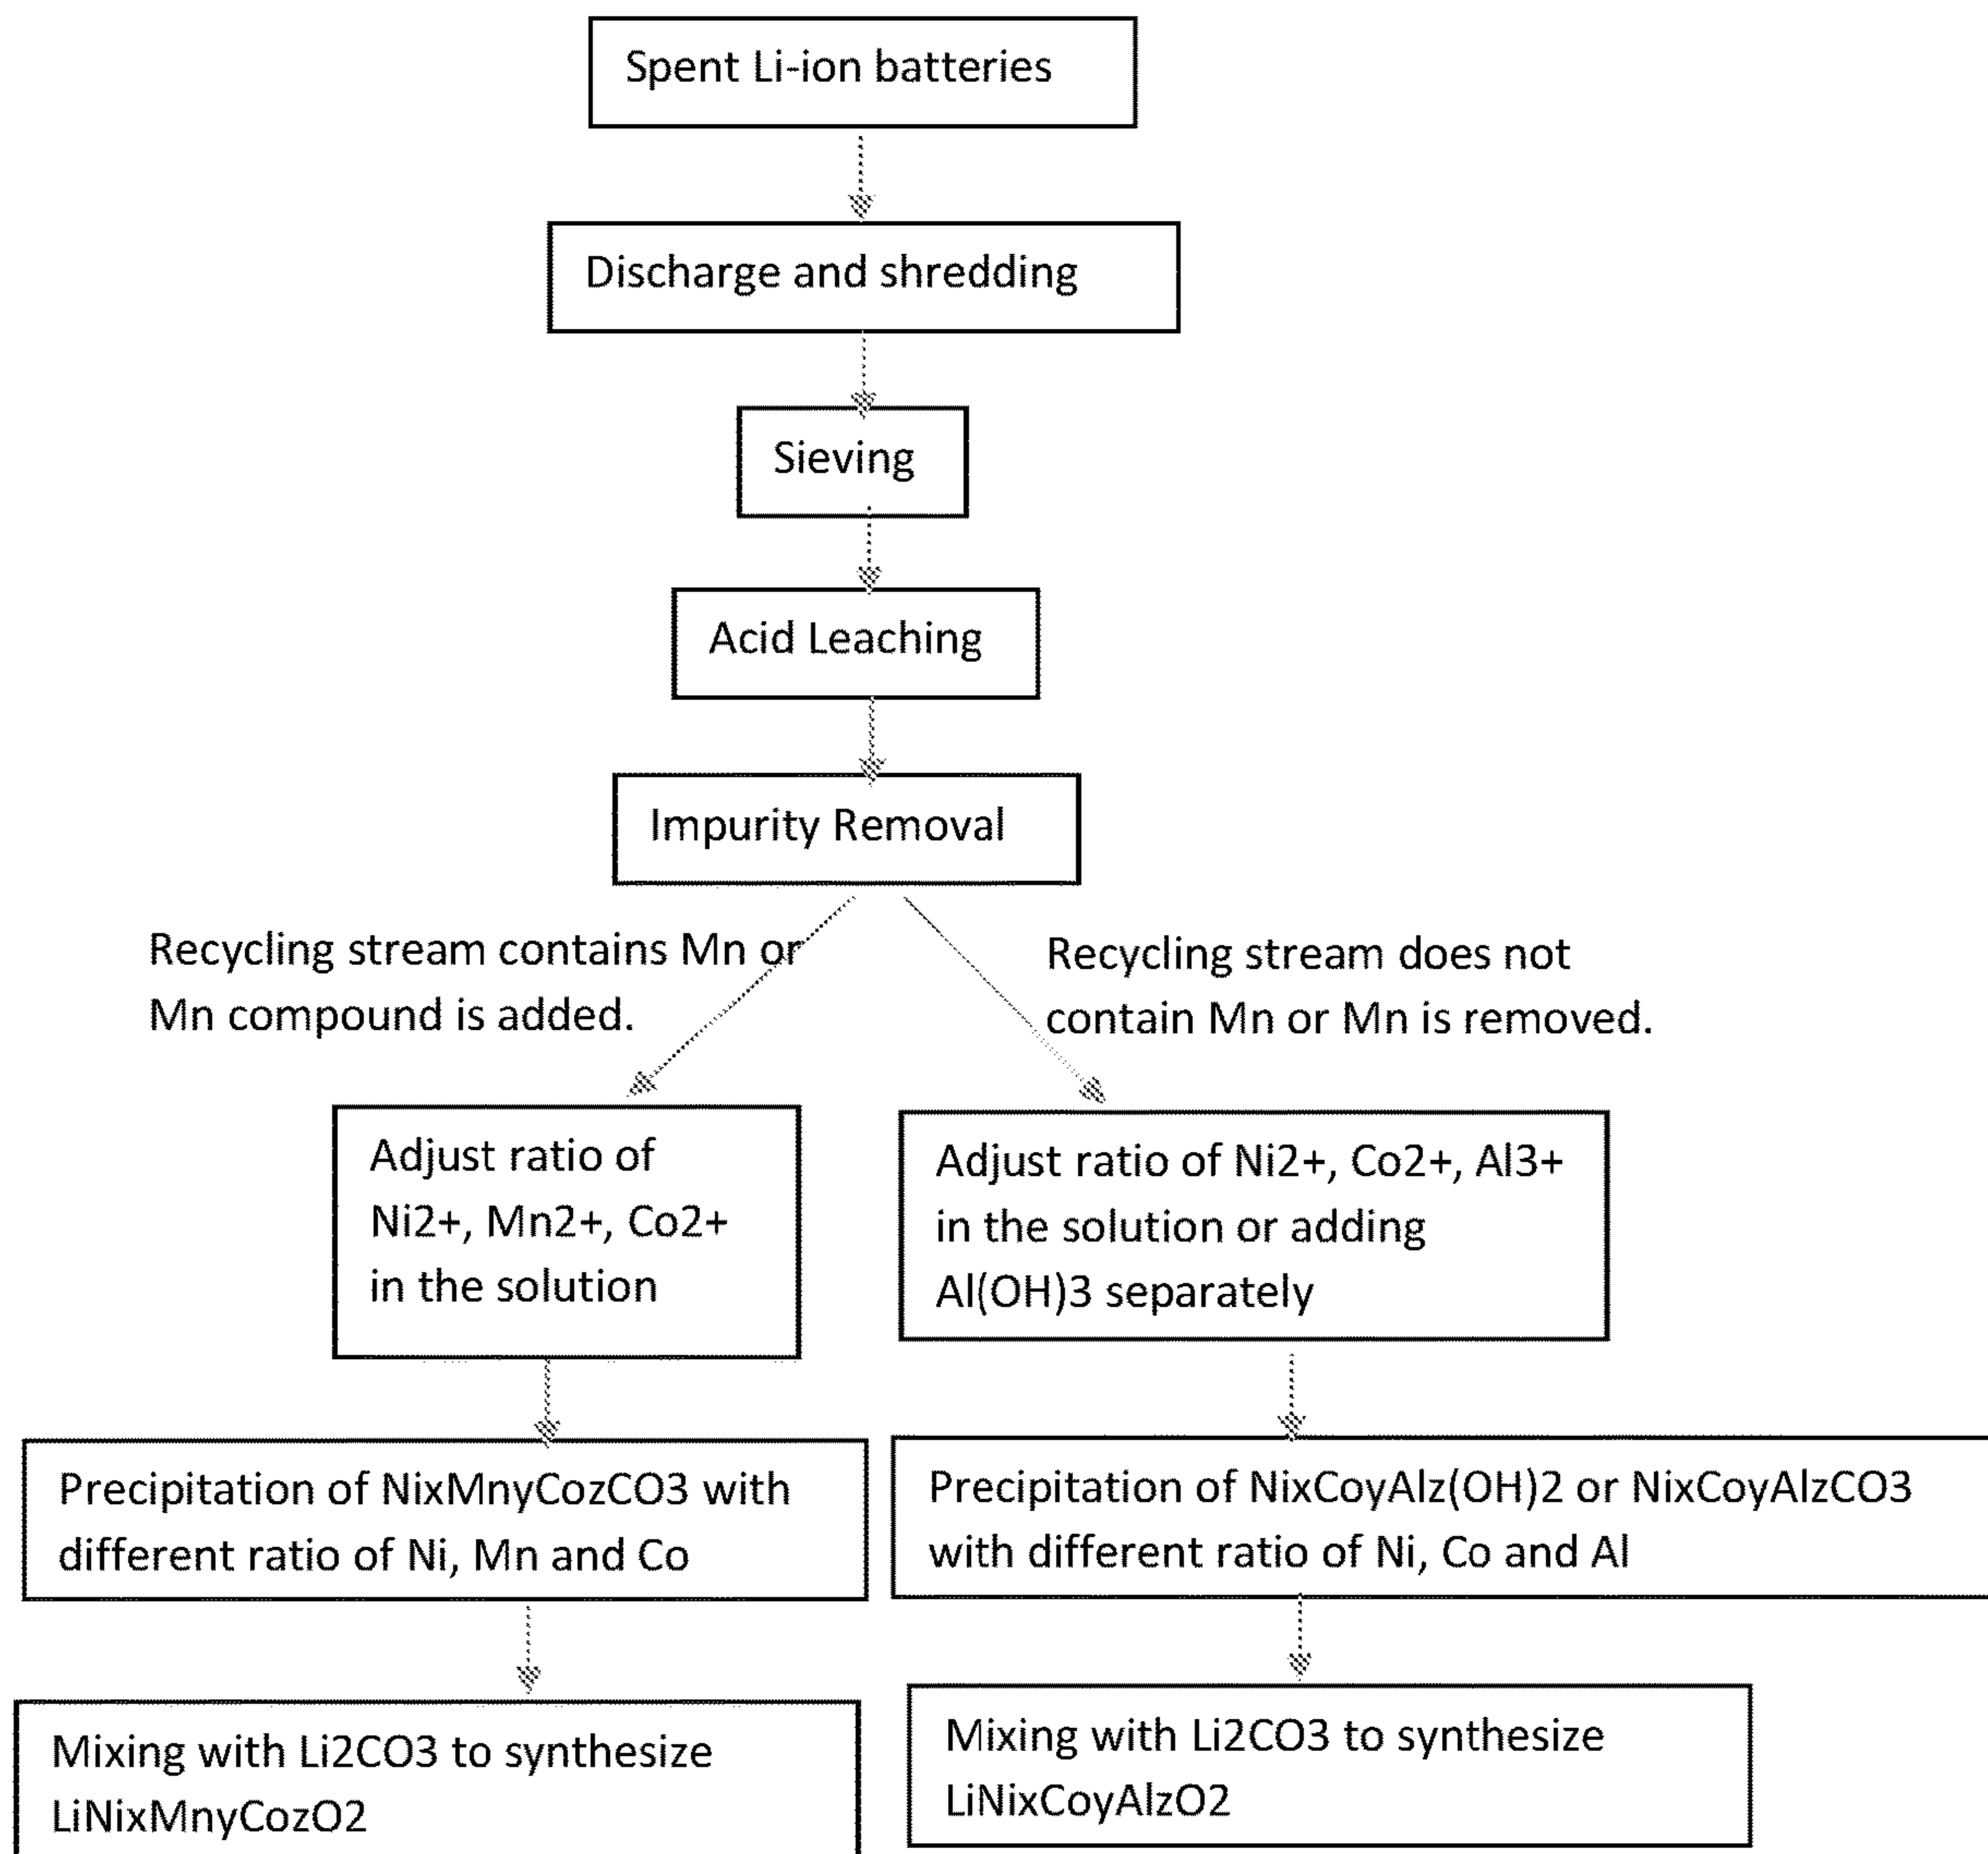 Spent Li-ion batteries
Discharge and shredding
Sieving
Acid Leaching
Impurity Removal
Recycling stream contains Mn or
Mn compound is added.
Recycling stream does not
contain Mn or Mn is removed.
Adjust ratio of
Ni2+, Mn2+, Co2+
in the solution
Adjust ratio of Ni2+, Co2+, Al3+
in the solution or adding
Al(OH)3 separately
Precipitation of NixMnyCozCO3 with
different ratio of Ni, Mn and Co
Precipitation of NixCoyAlz(OH)2 or NixCoyAlzCO3
with different ratio of Ni, Co and Al
Mixing with Li2CO3 to synthesize
LiNixMnyCozO2
Mixing with Li2CO3 to synthesize
LiNixCoyAlzO2